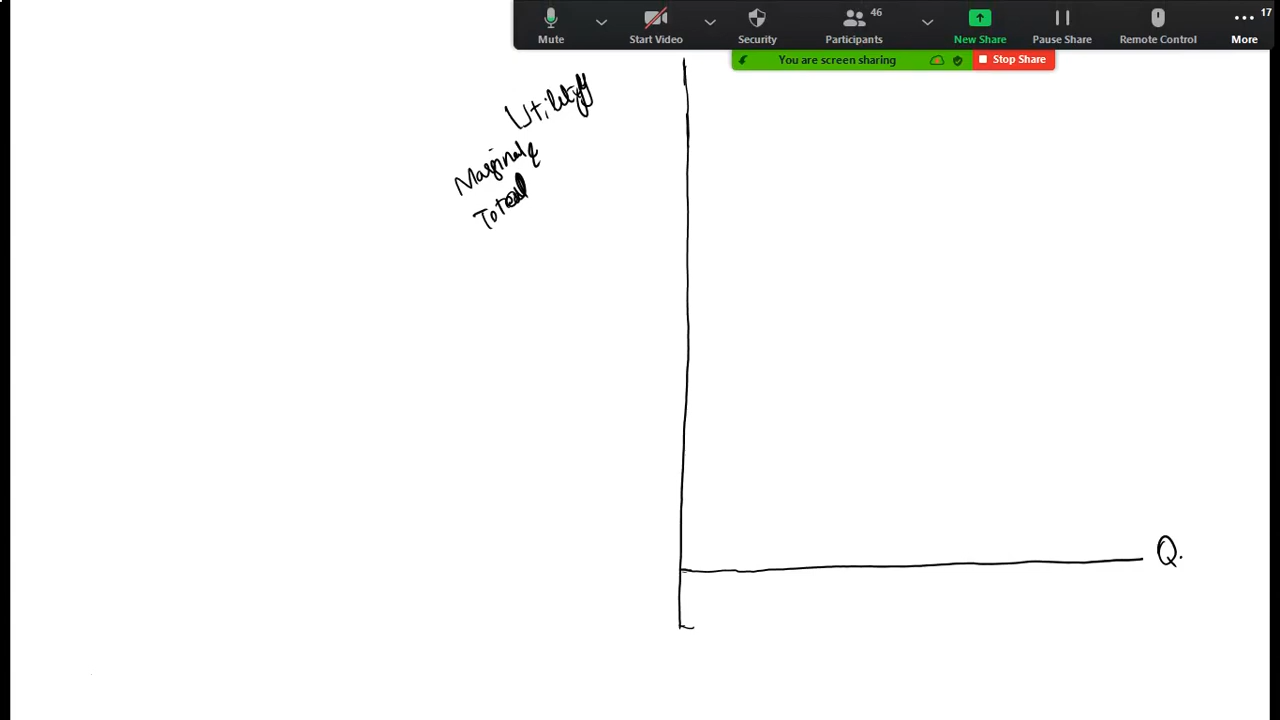 46
17
Mute
Start Video
Security
Participants
New Share
Pause Share
Remote Control
More
You are screen sharing
Stop Share
Utility
Marginal &
Total
Q.